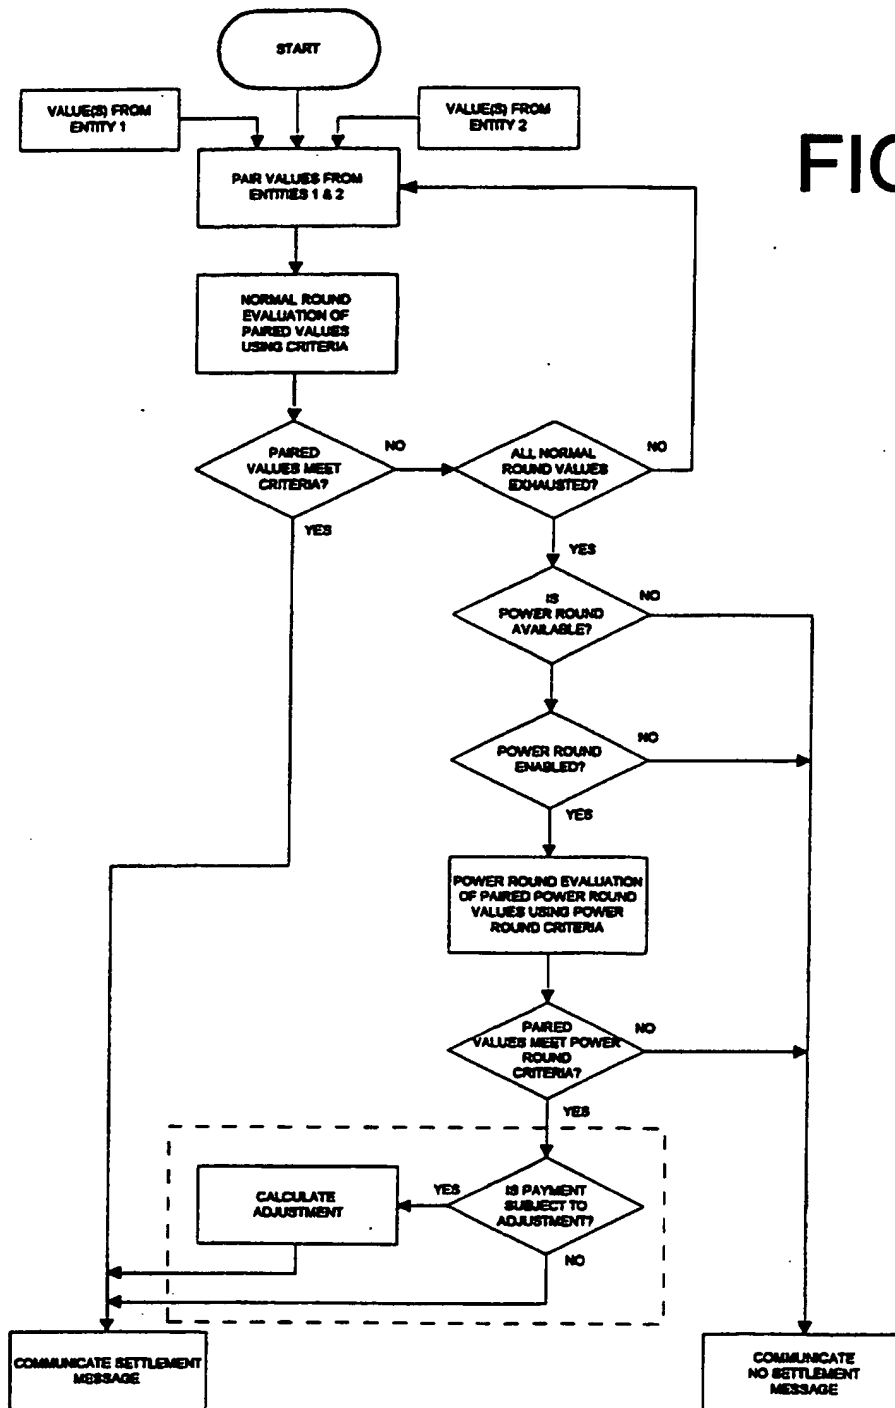 START
VALUE(S) FROM
ENTITY 1
VALUE(S) FROM
ENTITY 2
FIG
PAIR VALUES FROM
ENTITIES 1 & 2
NORMAL ROUND
EVALUATION OF
PAIRED VALUES
USING CRITERIA
PAIRED
VALUES MEET
CRITERIA?
NO
ALL NORMAL
ROUND VALUES
EXHAUSTED?
NO
YES
YES
IS
POWER ROUND
AVAILABLE?
NO
POWER ROUND
ENABLED?
NO
YES
POWER ROUND EVALUATION
OF PAIRED POWER ROUND
VALUES USING POWER
ROUND CRITERIA
PAIRED
VALUES MEET POWER
ROUND
CRITERIA?
NO
YES
CALCULATE
ADJUSTMENT
YES
IS PAYMENT
SUBJECT TO
ADJUSTMENT?
NO
COMMUNICATE SETTLEMENT
MESSAGE
COMMUNICATE
NO SETTLEMENT
MESSAGE